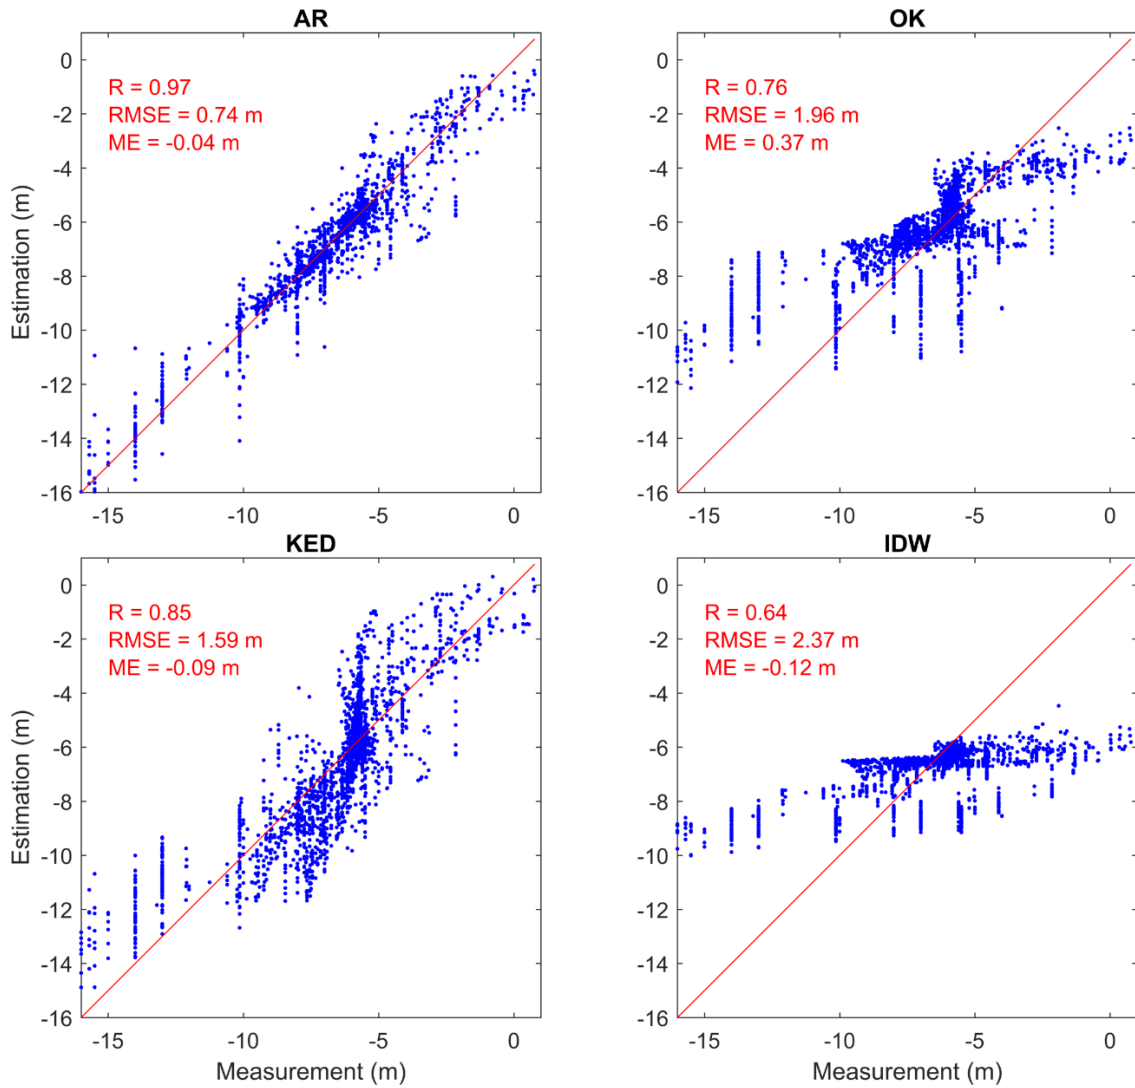 AR
R = 0.97
RMSE = 0.74 m
ME = -0.04 m
0
-2
-4
-6
-8
-10
-12
-14
-16
Estimation (m)
-15
-10
-5
0
OK
R = 0.76
RMSE = 1.96 m
ME = 0.37 m
0
-2
-4
-6
-8
-10
-12
-14
-16
-15
-10
-5
0
KED
R = 0.85
RMSE = 1.59 m
ME = -0.09 m
0
-2
-4
-6
-8
-10
-12
-14
-16
Estimation (m)
-15
-10
-5
0
Measurement (m)
IDW
R = 0.64
RMSE = 2.37 m
ME = -0.12 m
0
-2
-4
-6
-8
-10
-12
-14
-16
-15
-10
-5
0
Measurement (m)